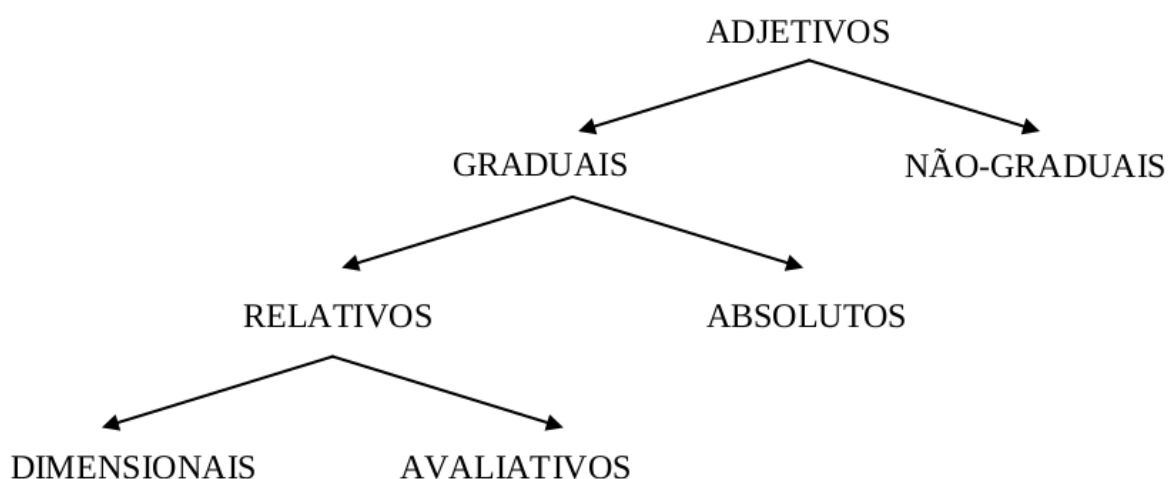 ADJETIVOS
GRADUAIS
NÃO-GRADUAIS
RELATIVOS
ABSOLUTOS
DIMENSIONAIS
AVALIATIVOS